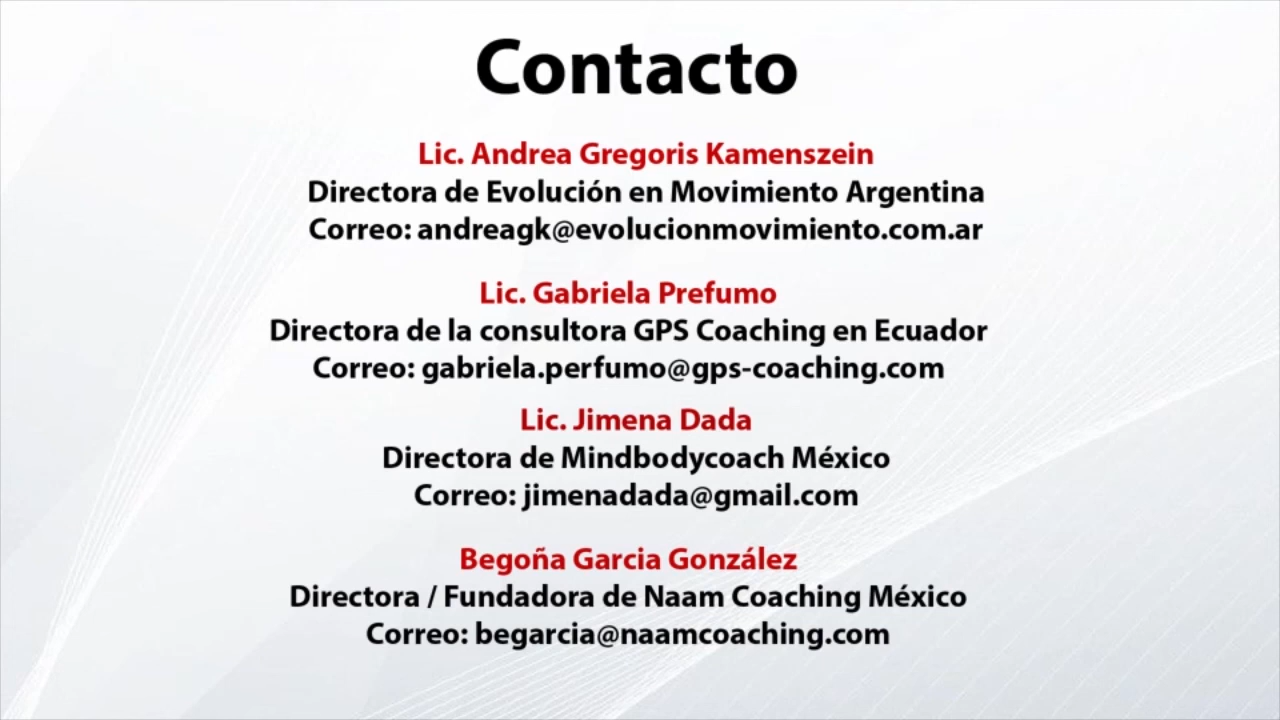 Contacto
Lic. Andrea Gregoris Kamenszein
Directora de Evolución en Movimiento Argentina
Correo: andreagk@evolucionmovimiento.com.ar
Lic. Gabriela Prefumo
Directora de la consultora GPS Coaching en Ecuador
Correo: gabriela.perfumo@gps-coaching.com
Lic. Jimena Dada
Directora de Mindbodycoach México
Correo: jimenadada@gmail.com
Begoña Garcia González
Directora / Fundadora de Naam Coaching México
Correo: begarcia@naamcoaching.com